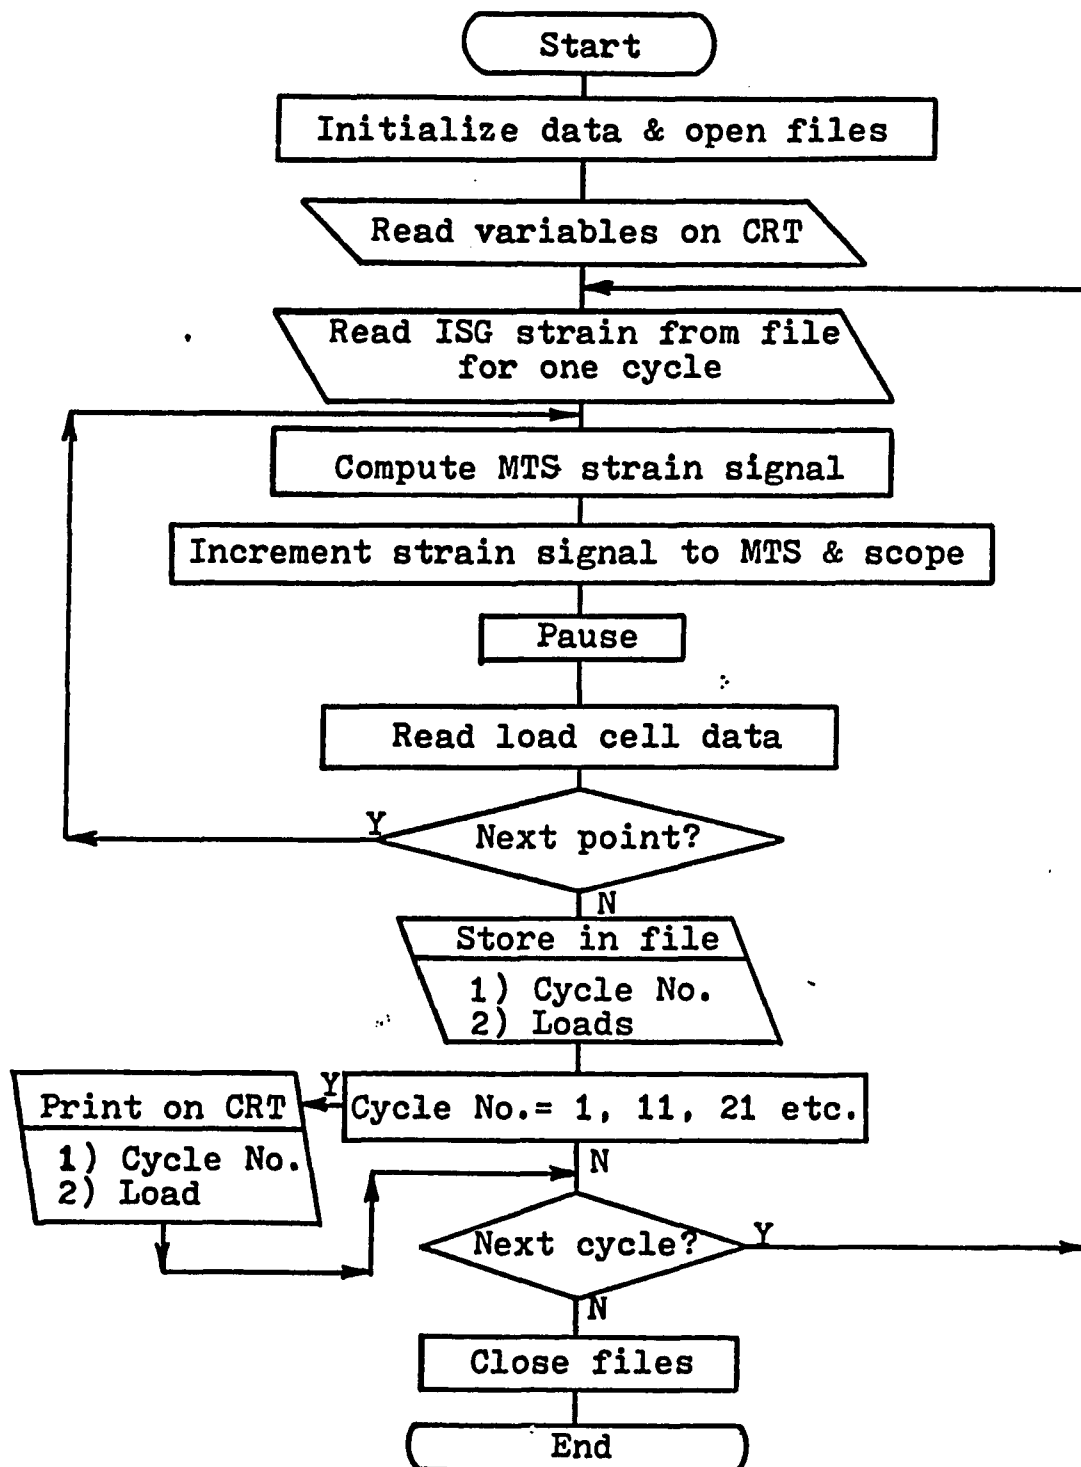 Start
Initialize data & open files
Read variables on CRT
Read ISG strain from file
for one cycle
Compute MTS strain signal
Increment strain signal to MTS & scope
Pause
Read load cell data
Y
Next point?
N
Store in file
1) Cycle No.
2) Loads
Y
Cycle No.= 1, 11, 21 etc.
Print on CRT
1) Cycle No.
2) Load
N
Next cycle?
Y
N
Close files
End